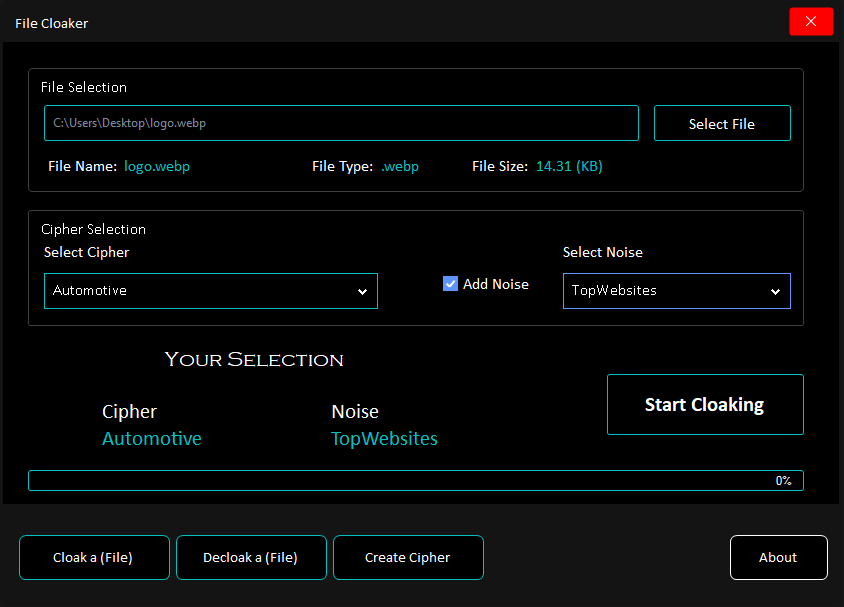 File Cloaker
File Selection
C:\Users\Desktop\logo.webp
Select File
File Name: logo.webp
File Type: .webp
File Size: 14.31 (KB)
Cipher Selection
Select Cipher
Select Noise
Automotive
Add Noise
TopWebsites
Your Selection
Cipher
Noise
Automotive
TopWebsites
Start Cloaking
0%
Cloak a (File)
Decloak a (File)
Create Cipher
About